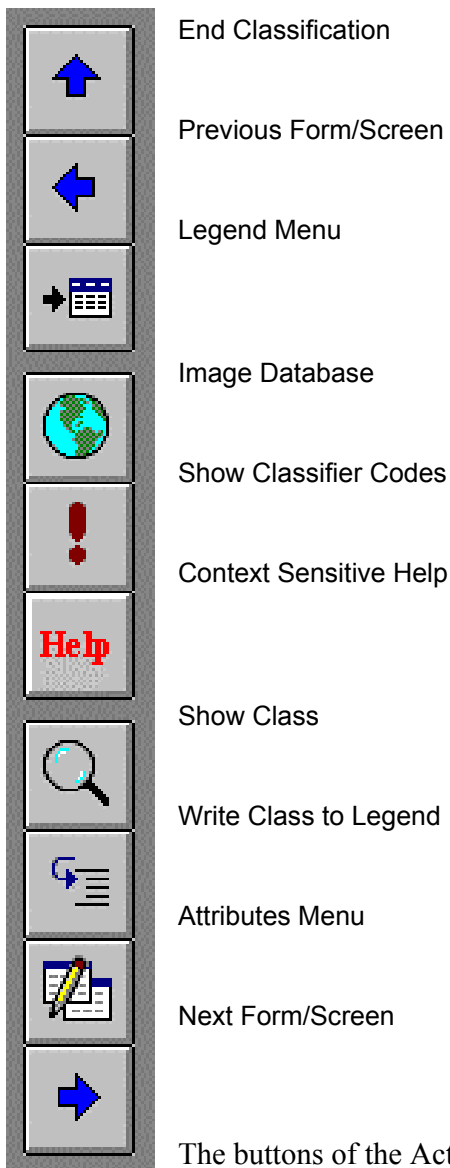 End Classification
Previous Form/Screen
Legend Menu
Image Database
Show Classifier Codes
Context Sensitive Help
Help
Show Class
Write Class to Legend
Attributes Menu
Next Form/Screen
The buttons of the Act